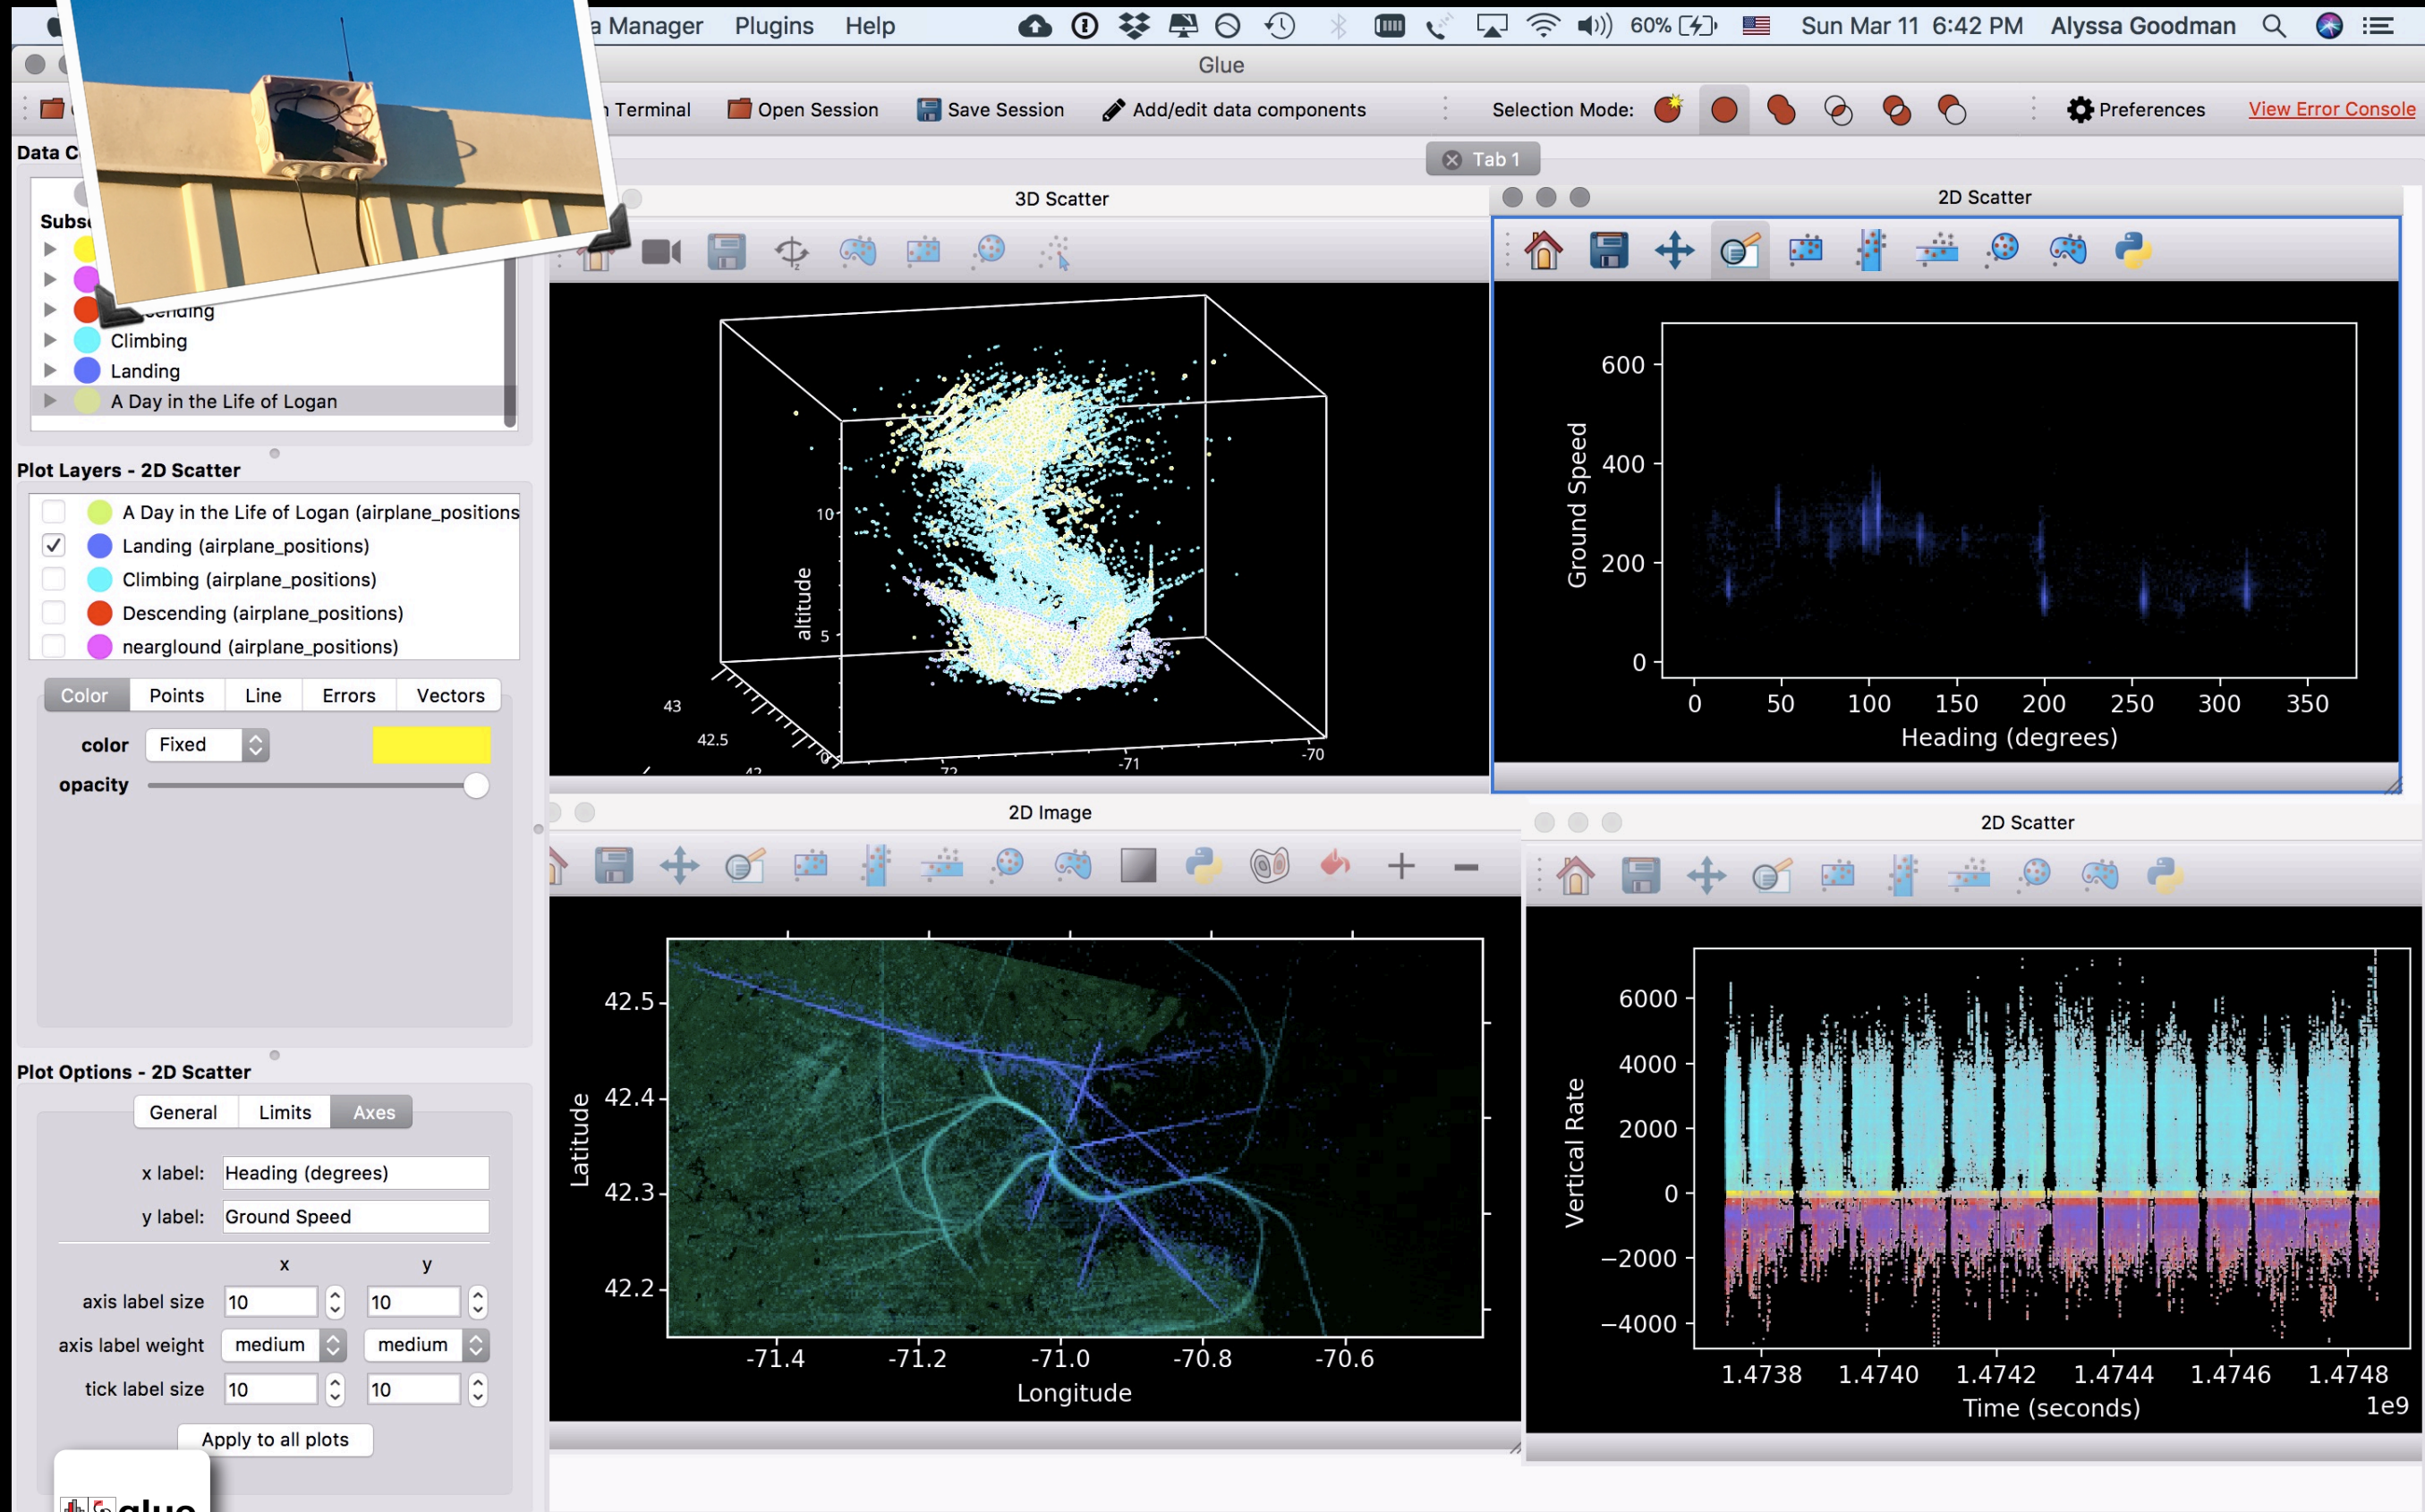 a Manager Plugins Help 60% Sun Mar 11 6:42 PM Alyssa Goodman
Glue
Terminal Open Session Save Session Add/edit data components Selection Mode: Preferences View Error Console
Data C
Tab 1
Subs
ending
Climbing
Landing
A Day in the Life of Logan
Plot Layers - 2D Scatter
A Day in the Life of Logan (airplane_positions
Landing (airplane_positions)
Climbing (airplane_positions)
Descending (airplane_positions)
nearglound (airplane_positions)
Color Points Line Errors Vectors
color Fixed
opacity
Plot Options - 2D Scatter
General Limits Axes
x label: Heading (degrees)
y label: Ground Speed
x y
axis label size 10 10
axis label weight medium medium
tick label size 10 10
Apply to all plots
glue
3D Scatter
altitude
10
5
0
43
42.5
42
-72
-71
-70
2D Scatter
Ground Speed
600
400
200
0
0 50 100 150 200 250 300 350
Heading (degrees)
2D Image
Latitude
42.5
42.4
42.3
42.2
-71.4 -71.2 -71.0 -70.8 -70.6
Longitude
2D Scatter
Vertical Rate
6000
4000
2000
0
−2000
−4000
1.4738 1.4740 1.4742 1.4744 1.4746 1.4748
Time (seconds) 1e9